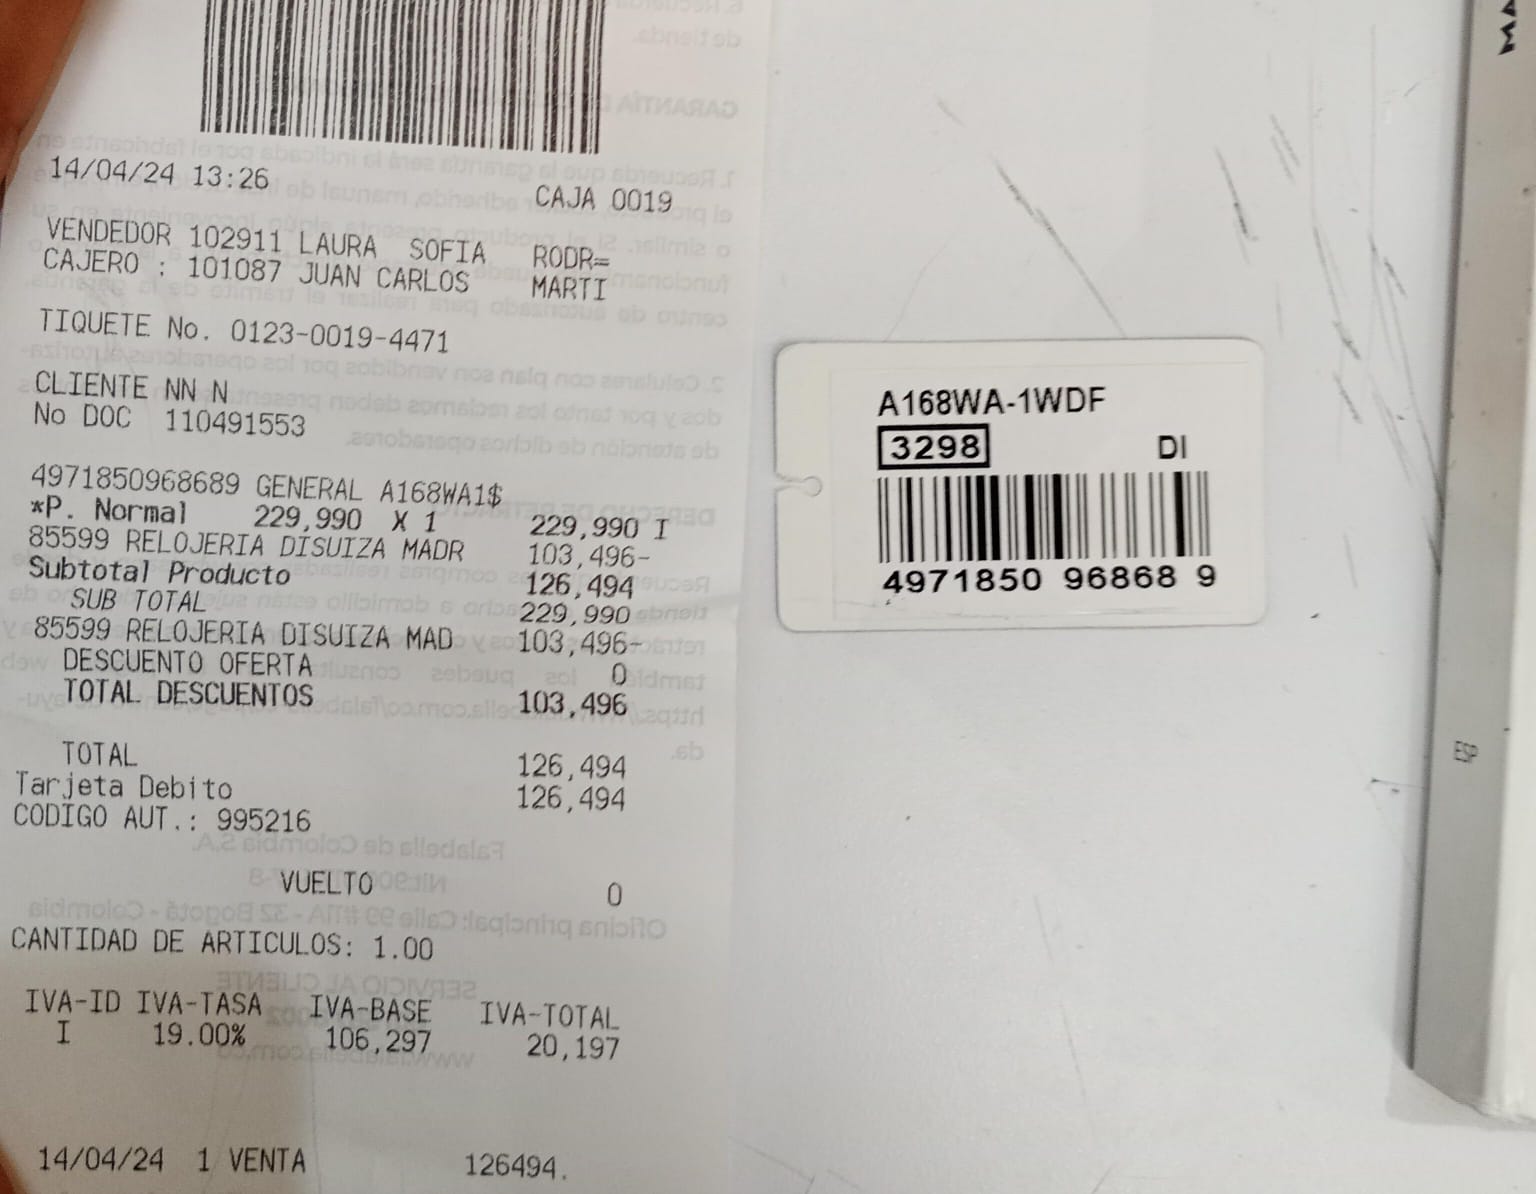 14/04/24 13:26
CAJA 0019
VENDEDOR 102911 LAURA SOFIA RODR=
CAJERO : 101087 JUAN CARLOS MARTI
TIQUETE No. 0123-0019-4471
CLIENTE NN N
No DOC 110491553
4971850968689 GENERAL A168WA1$
*P. Normal 229,990 X 1 229,990 I
85599 RELOJERIA DISUIZA MADR 103,496-
Subtotal Producto 126,494
SUB TOTAL 229,990
85599 RELOJERIA DISUIZA MAD 103,496-
DESCUENTO OFERTA 0
TOTAL DESCUENTOS 103,496
TOTAL 126,494
Tarjeta Debito 126,494
CODIGO AUT.: 995216
VUELTO 0
CANTIDAD DE ARTICULOS: 1.00
IVA-ID IVA-TASA IVA-BASE IVA-TOTAL
I 19.00% 106,297 20,197
14/04/24 1 VENTA 126494.
A168WA-1WDF
3298 DI
4971850 96868 9
MA
ESP